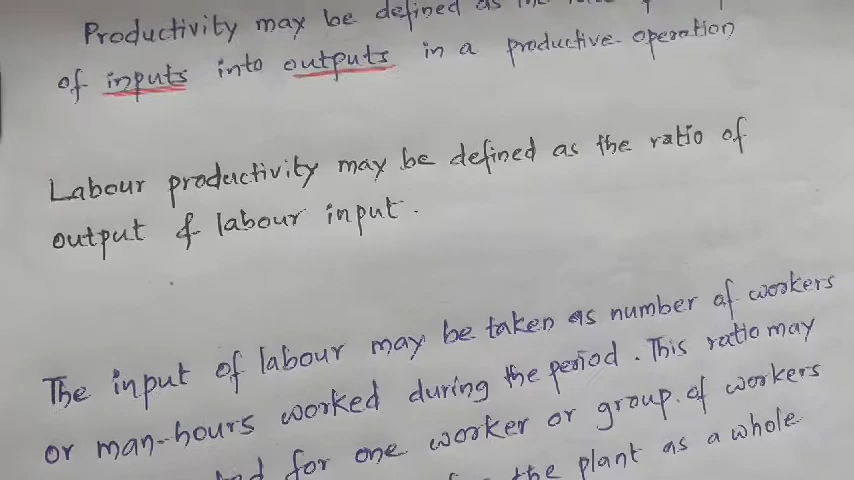 Productivity may be defined as the
of inputs into outputs in a productive operation
Labour productivity may be defined as the ratio of
output & labour input.
The input of labour may be taken as number of workers
or man-hours worked during the period. This ratio may
for one worker or group of workers
the plant as a whole